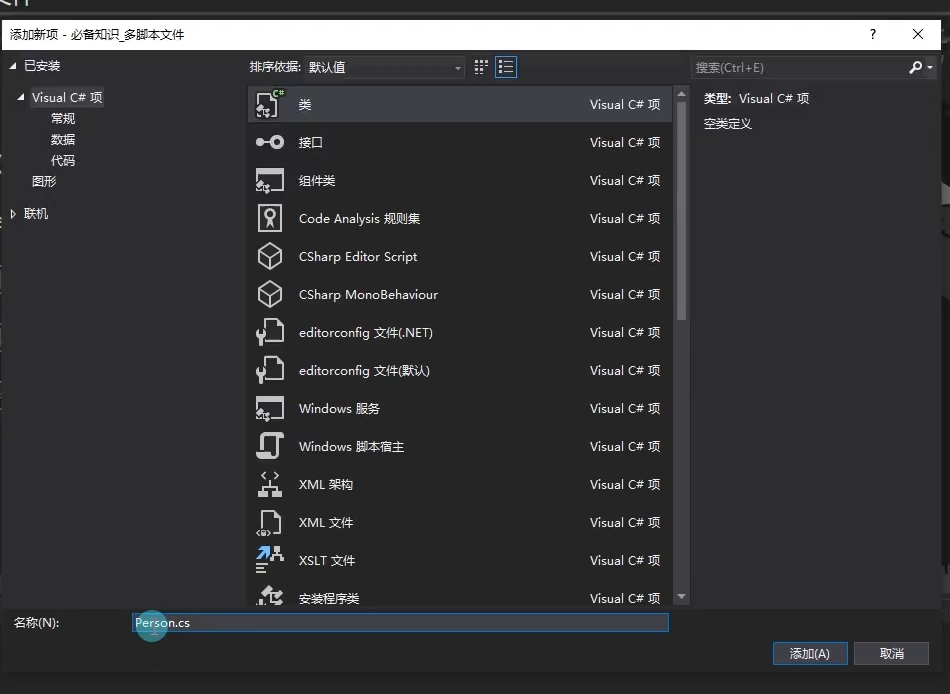 添加新项 - 必备知识_多脚本文件
?
已安装
Visual C# 项
常规
数据
代码
图形
联机
排序依据: 默认值
类 Visual C# 项
接口 Visual C# 项
组件类 Visual C# 项
Code Analysis 规则集 Visual C# 项
CSharp Editor Script Visual C# 项
CSharp MonoBehaviour Visual C# 项
editorconfig 文件(.NET) Visual C# 项
editorconfig 文件(默认) Visual C# 项
Windows 服务 Visual C# 项
Windows 脚本宿主 Visual C# 项
XML 架构 Visual C# 项
XML 文件 Visual C# 项
XSLT 文件 Visual C# 项
安装程序类 Visual C# 项
搜索(Ctrl+E)
类型: Visual C# 项
空类定义
名称(N): Person.cs
添加(A) 取消